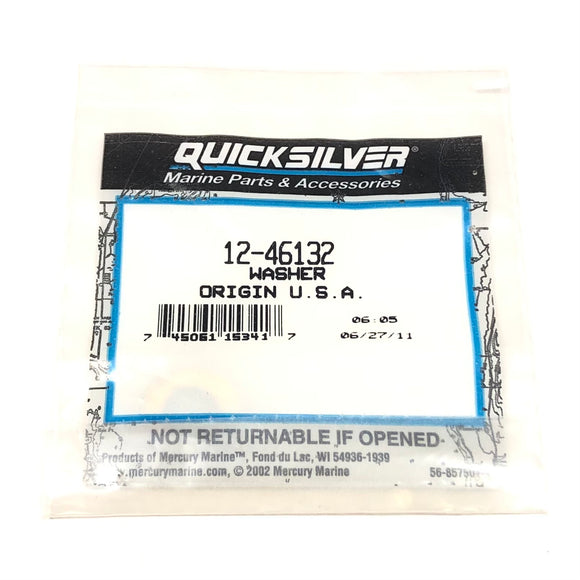 QUICKSILVER®
Marine Parts & Accessories
12-46132
WASHER
ORIGIN U.S.A.
06:05
7 45061 15341 7 06/27/11
NOT RETURNABLE IF OPENED
Products of Mercury Marine™, Fond du Lac, WI 54936-1939
www.mercurymarine.com, © 2002 Mercury Marine